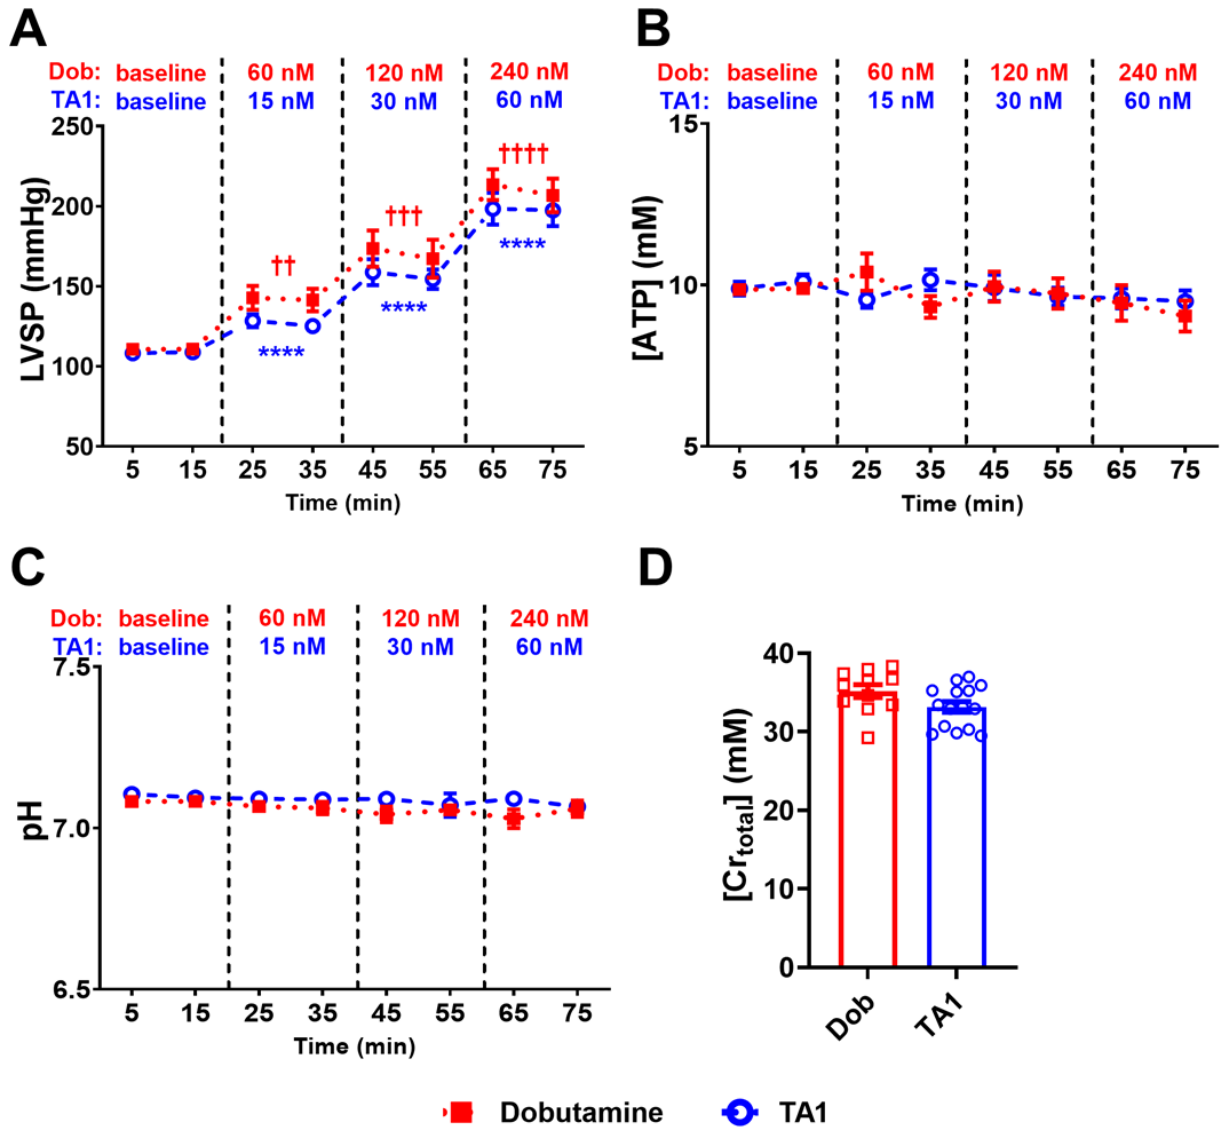 A
Dob: baseline 60 nM 120 nM 240 nM
TA1: baseline 15 nM 30 nM 60 nM
LVSP (mmHg)
250
200
150
100
50
††
†††
††††
****
****
****
5 15 25 35 45 55 65 75
Time (min)
B
Dob: baseline 60 nM 120 nM 240 nM
TA1: baseline 15 nM 30 nM 60 nM
[ATP] (mM)
15
10
5
5 15 25 35 45 55 65 75
Time (min)
C
Dob: baseline 60 nM 120 nM 240 nM
TA1: baseline 15 nM 30 nM 60 nM
pH
7.5
7.0
6.5
5 15 25 35 45 55 65 75
Time (min)
D
[Crtotal] (mM)
40
30
20
10
0
Dob TA1
Dobutamine TA1